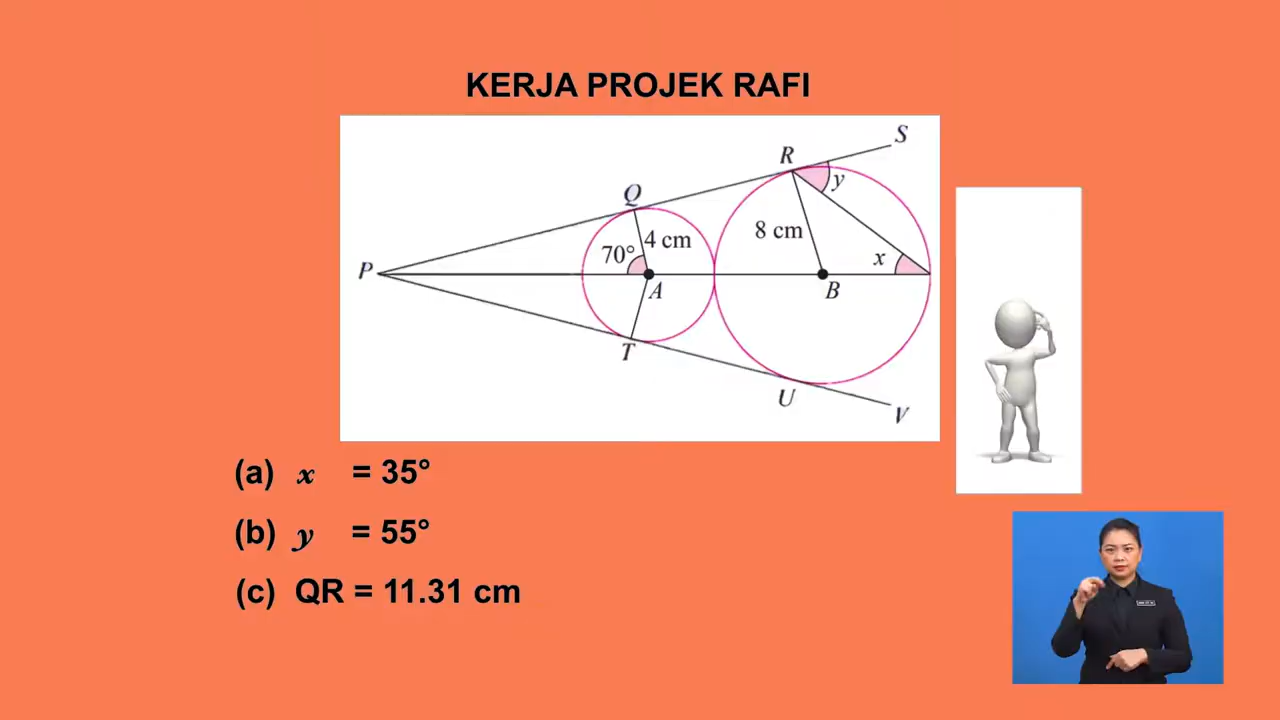 KERJA PROJEK RAFI
S
R
y
Q
8 cm
70° 4 cm
x
P
A
B
T
U
V
(a) x = 35°
(b) y = 55°
(c) QR = 11.31 cm